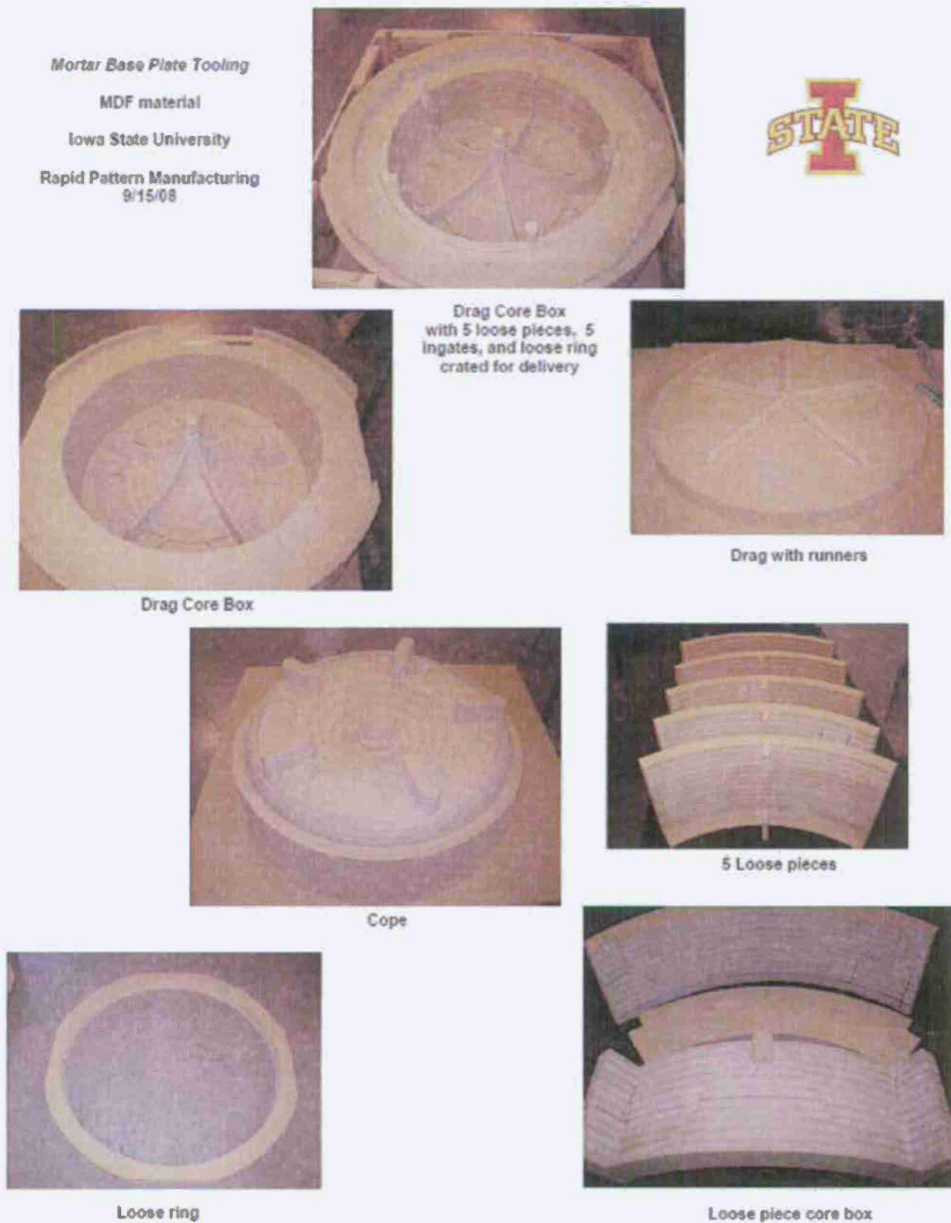 Mortar Base Plate Tooling
MDF material
Iowa State University
Rapid Pattern Manufacturing
9/15/08
I
STATE
Drag Core Box
with 5 loose pieces, 5
ingates, and loose ring
crated for delivery
Drag Core Box
Drag with runners
Cope
5 Loose pieces
Loose ring
Loose piece core box